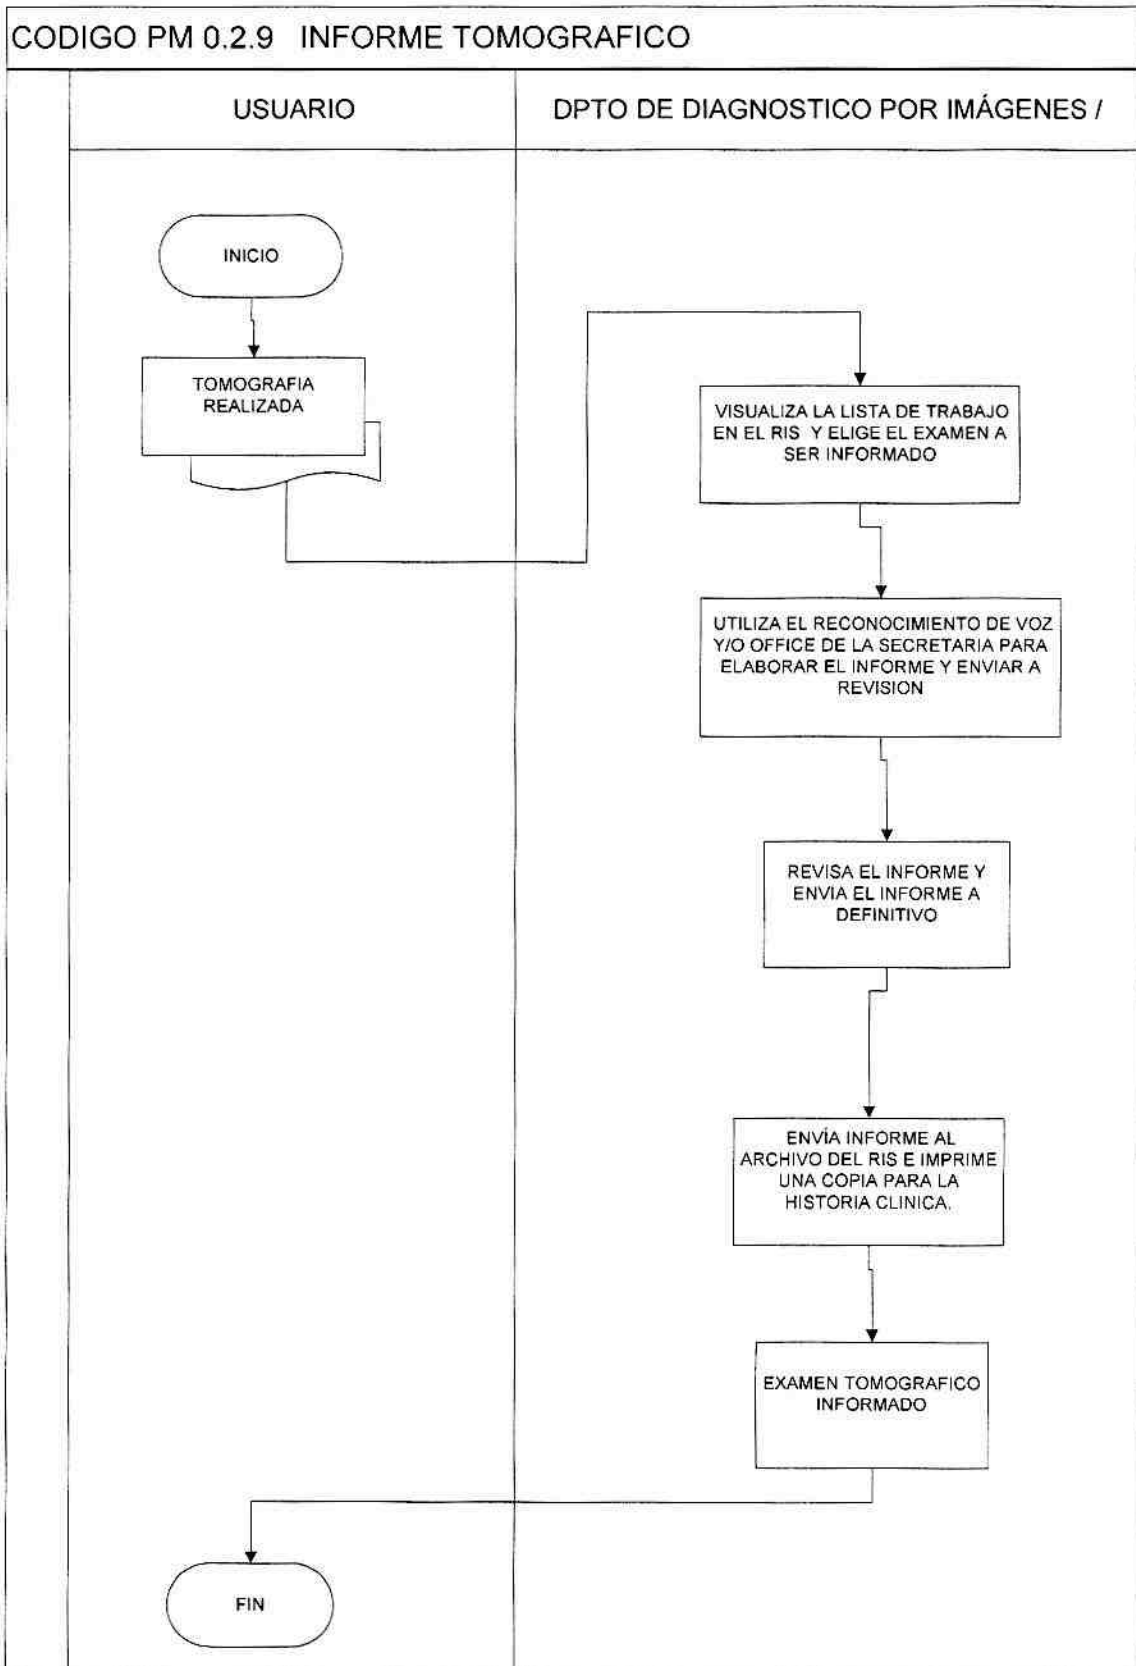 CODIGO PM 0.2.9 INFORME TOMOGRAFICO
USUARIO
DPTO DE DIAGNOSTICO POR IMÁGENES /
INICIO
TOMOGRAFIA
REALIZADA
VISUALIZA LA LISTA DE TRABAJO
EN EL RIS Y ELIGE EL EXAMEN A
SER INFORMADO
UTILIZA EL RECONOCIMIENTO DE VOZ
Y/O OFFICE DE LA SECRETARIA PARA
ELABORAR EL INFORME Y ENVIAR A
REVISION
REVISA EL INFORME Y
ENVIA EL INFORME A
DEFINITIVO
ENVÍA INFORME AL
ARCHIVO DEL RIS E IMPRIME
UNA COPIA PARA LA
HISTORIA CLINICA.
EXAMEN TOMOGRAFICO
INFORMADO
FIN